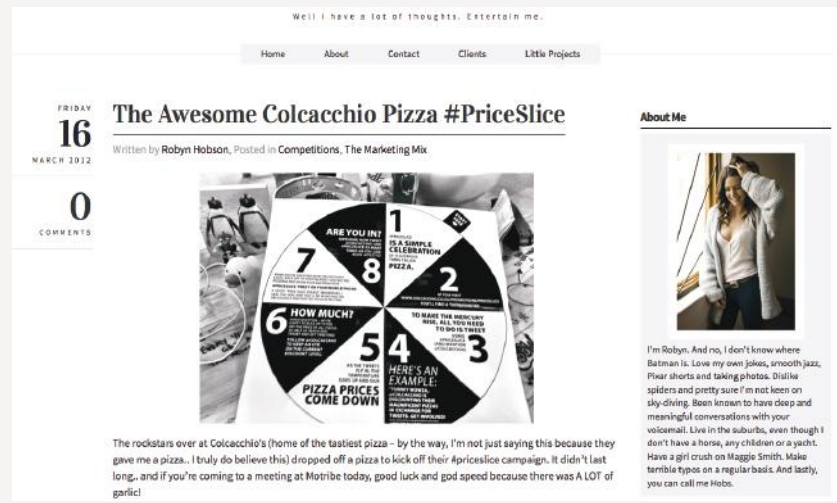 Well I have a lot of thoughts. Entertain me.
Home About Contact Clients Little Projects
FRIDAY
16
MARCH 2012
0
COMMENTS
The Awesome Colcacchio Pizza #PriceSlice
Written by Robyn Hobson, Posted in Competitions, The Marketing Mix
1
IS A SIMPLE
CELEBRATION
PIZZA.
2
TO MAKE THE MERCURY
RISE, ALL YOU NEED
TO DO IS TWEET
3
4
HERE'S AN
EXAMPLE:
5
PIZZA PRICES
COME DOWN
6
HOW MUCH?
7
ARE YOU IN?
8
The rockstars over at Colcacchio's (home of the tastiest pizza – by the way, I'm not just saying this because they
gave me a pizza.. I truly do believe this) dropped off a pizza to kick off their #priceslice campaign. It didn't last
long,. and if you're coming to a meeting at Motribe today, good luck and god speed because there was A LOT of
garlic!
About Me
I'm Robyn. And no, I don't know where
Batman is. Love my own jokes, smooth jazz,
Pixar shorts and taking photos. Dislike
spiders and pretty sure I'm not keen on
sky-diving. Been known to have deep and
meaningful conversations with your
voicemail. Live in the suburbs, even though I
don't have a horse, any children or a yacht.
Have a girl crush on Maggie Smith. Make
terrible typos on a regular basis. And lastly,
you can call me Hobs.